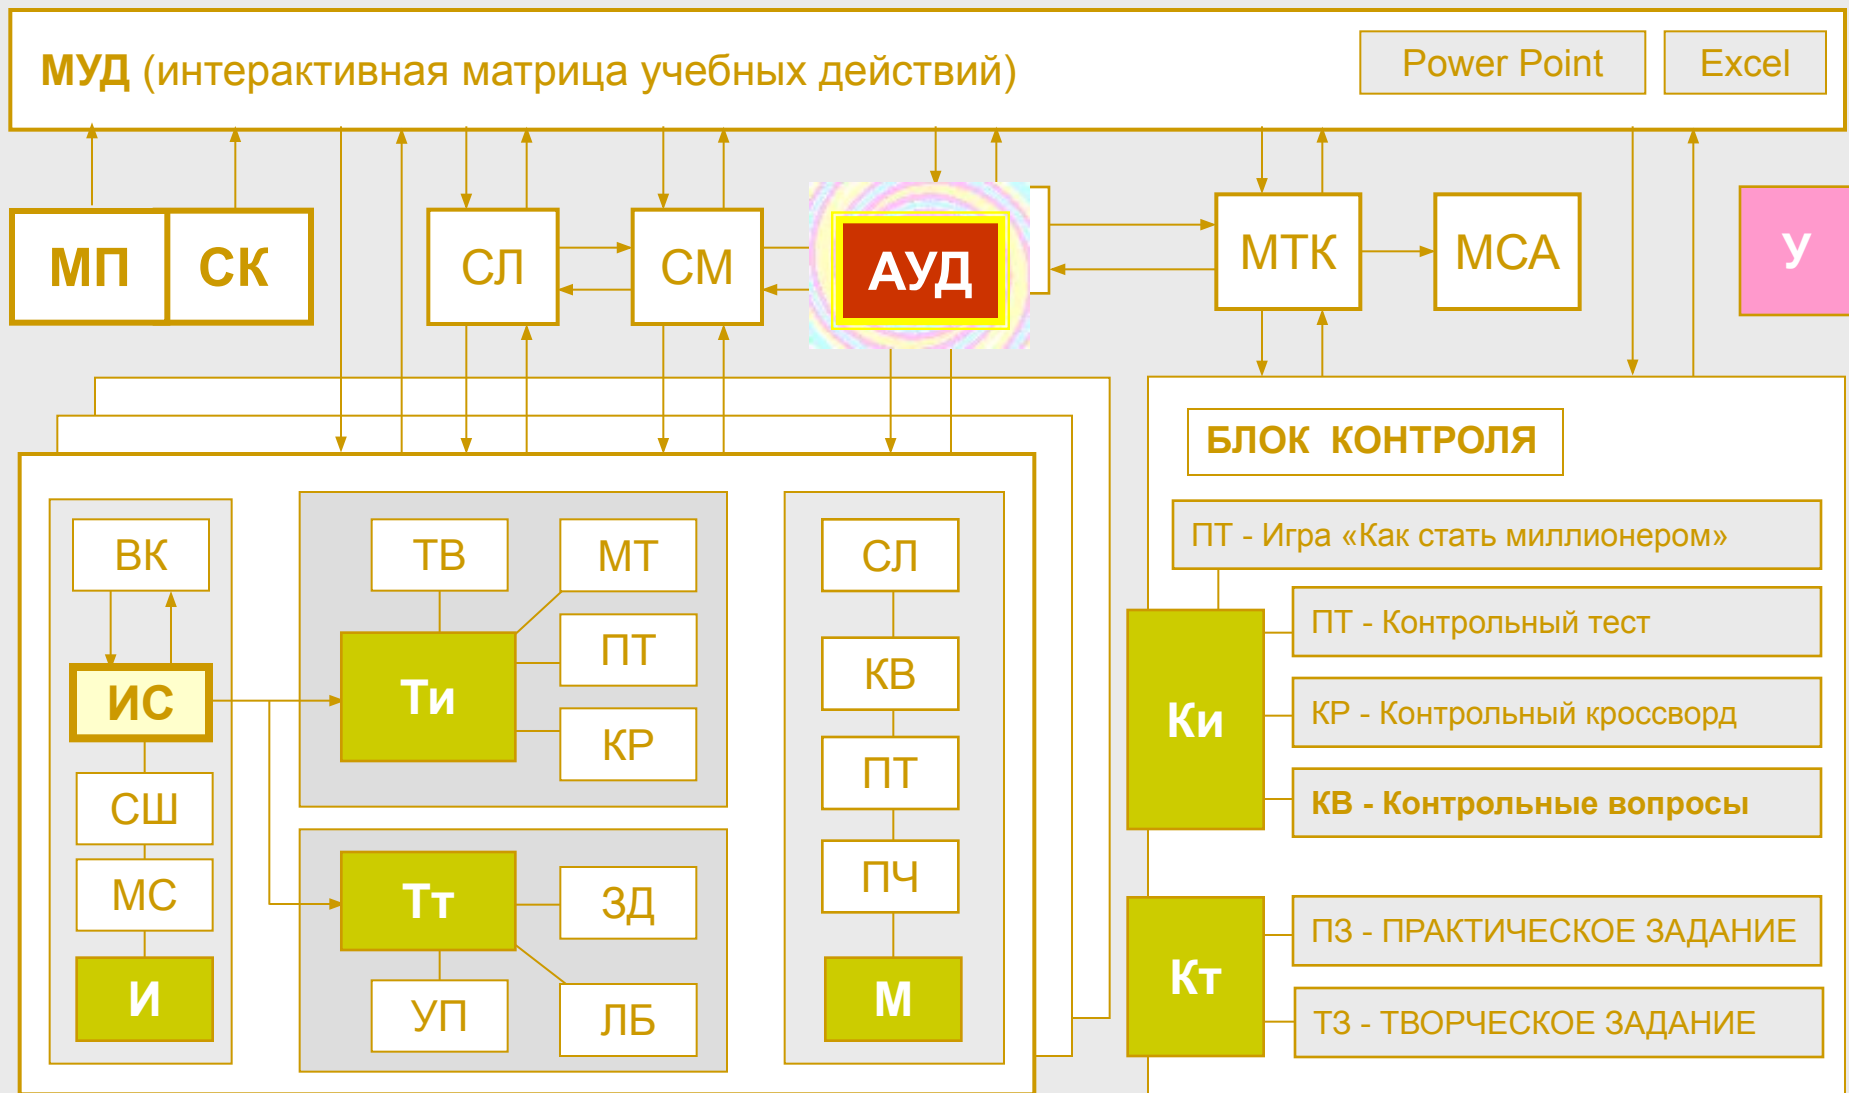 МУД (интерактивная матрица учебных действий)
Power Point
Excel
МП
СК
СЛ
СМ
АУД
МТК
МСА
У
ВК
ИС
СШ
МС
И
ТВ
МТ
ПТ
КР
Ти
Тт
ЗД
УП
ЛБ
СЛ
КВ
ПТ
ПЧ
М
БЛОК КОНТРОЛЯ
ПТ - Игра «Как стать миллионером»
Ки
ПТ - Контрольный тест
КР - Контрольный кроссворд
КВ - Контрольные вопросы
Кт
ПЗ - ПРАКТИЧЕСКОЕ ЗАДАНИЕ
ТЗ - ТВОРЧЕСКОЕ ЗАДАНИЕ